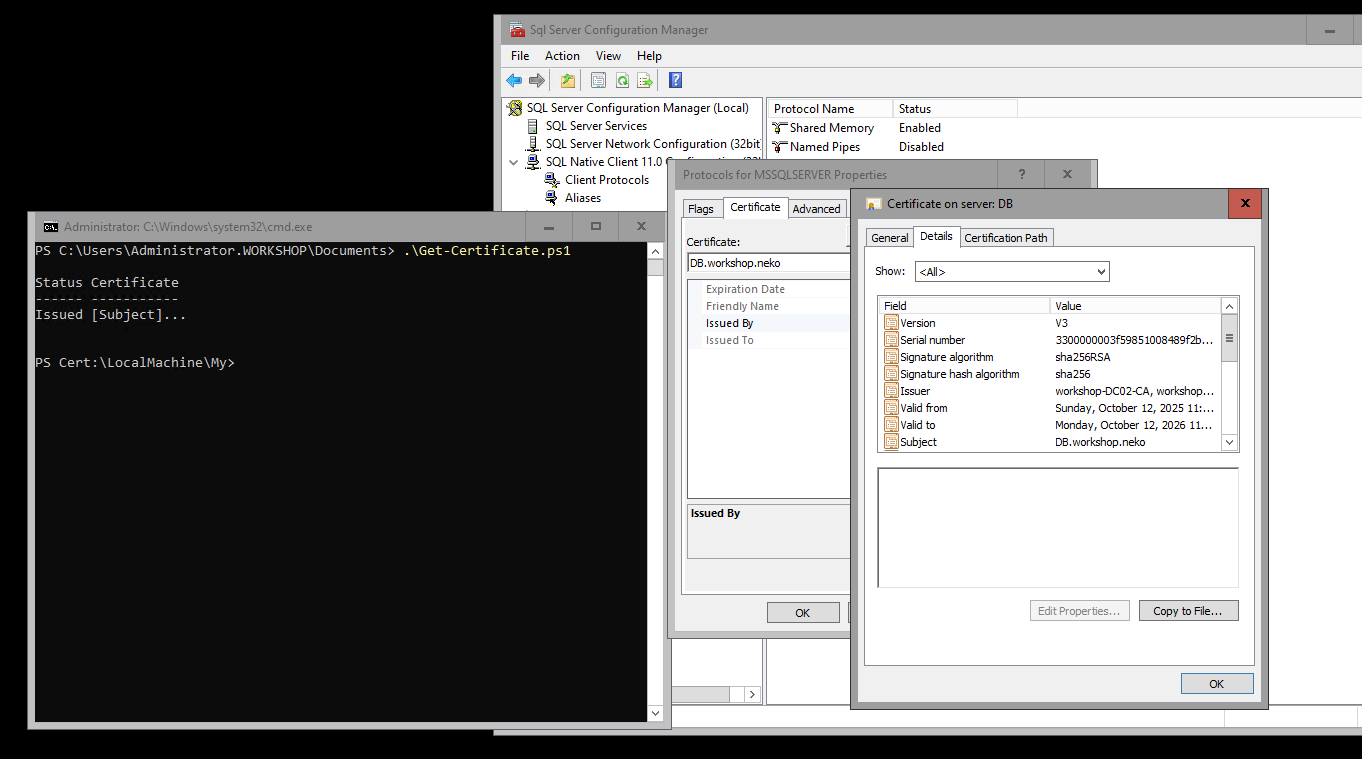 Sql Server Configuration Manager
File Action View Help
SQL Server Configuration Manager (Local)
SQL Server Services
SQL Server Network Configuration (32bit
SQL Native Client 11.0
Client Protocols
Aliases
Protocol Name Status
Shared Memory Enabled
Named Pipes Disabled
Protocols for MSSQLSERVER Properties
? X
Flags Certificate Advanced
Certificate:
DB.workshop.neko
Expiration Date
Friendly Name
Issued By
Issued To
Issued By
OK
Administrator: C:\Windows\system32\cmd.exe
PS C:\Users\Administrator.WORKSHOP\Documents> .\Get-Certificate.ps1
Status Certificate
------ -----------
Issued [Subject]...
PS Cert:\LocalMachine\My>
Certificate on server: DB
General Details Certification Path
Show: <All>
Field Value
Version V3
Serial number 3300000003f59851008489f2b...
Signature algorithm sha256RSA
Signature hash algorithm sha256
Issuer workshop-DC02-CA, workshop...
Valid from Sunday, October 12, 2025 11:...
Valid to Monday, October 12, 2026 11...
Subject DB.workshop.neko
Edit Properties... Copy to File...
OK